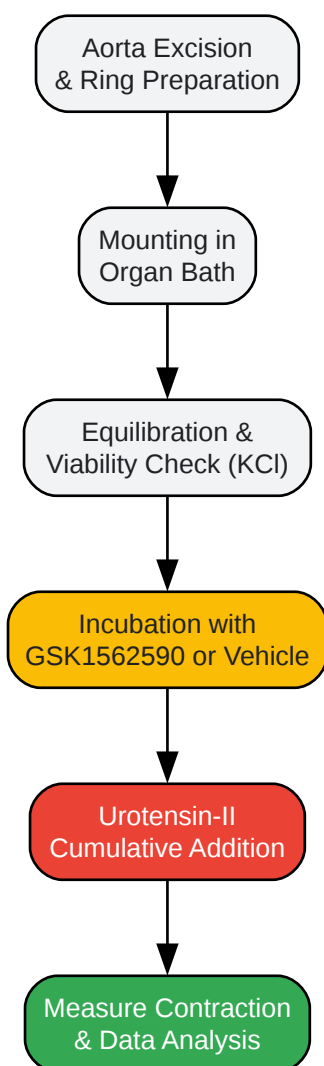 Aorta Excision
& Ring Preparation
Mounting in
Organ Bath
Equilibration &
Viability Check (KCl)
Incubation with
GSK1562590 or Vehicle
Urotensin-II
Cumulative Addition
Measure Contraction
& Data Analysis